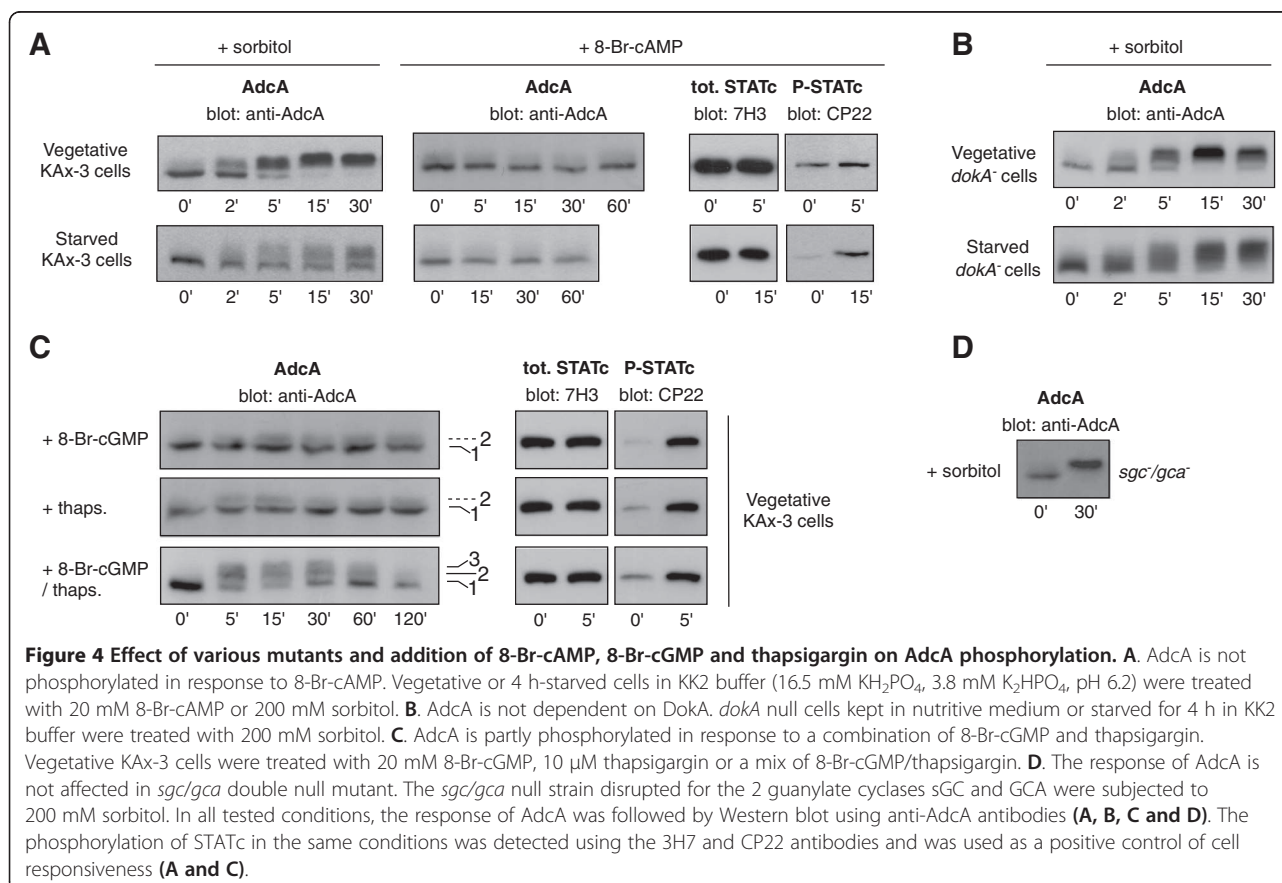 A
+ sorbitol
+ 8-Br-cAMP
AdcA
blot: anti-AdcA
AdcA
blot: anti-AdcA
tot. STATc
blot: 7H3
P-STATc
blot: CP22
Vegetative
KAx-3 cells
0' 2' 5' 15' 30'
0' 5' 15' 30' 60'
0' 5'
0' 5'
Starved
KAx-3 cells
0' 2' 5' 15' 30'
0' 15' 30' 60'
0' 15'
0' 15'
B
+ sorbitol
AdcA
blot: anti-AdcA
Vegetative
dokA- cells
0' 2' 5' 15' 30'
Starved
dokA- cells
0' 2' 5' 15' 30'
C
AdcA
blot: anti-AdcA
tot. STATc
blot: 7H3
P-STATc
blot: CP22
+ 8-Br-cGMP
2
1
+ thaps.
2
1
+ 8-Br-cGMP
/ thaps.
3
2
1
0' 5' 15' 30' 60' 120'
0' 5'
0' 5'
Vegetative
KAx-3 cells
D
AdcA
blot: anti-AdcA
+ sorbitol
sgc-/gca-
0' 30'
Figure 4 Effect of various mutants and addition of 8-Br-cAMP, 8-Br-cGMP and thapsigargin on AdcA phosphorylation. A. AdcA is not
phosphorylated in response to 8-Br-cAMP. Vegetative or 4 h-starved cells in KK2 buffer (16.5 mM KH₂PO₄, 3.8 mM K₂HPO₄, pH 6.2) were treated
with 20 mM 8-Br-cAMP or 200 mM sorbitol. B. AdcA is not dependent on DokA. dokA null cells kept in nutritive medium or starved for 4 h in KK2
buffer were treated with 200 mM sorbitol. C. AdcA is partly phosphorylated in response to a combination of 8-Br-cGMP and thapsigargin.
Vegetative KAx-3 cells were treated with 20 mM 8-Br-cGMP, 10 μM thapsigargin or a mix of 8-Br-cGMP/thapsigargin. D. The response of AdcA is
not affected in sgc/gca double null mutant. The sgc/gca null strain disrupted for the 2 guanylate cyclases sGC and GCA were subjected to
200 mM sorbitol. In all tested conditions, the response of AdcA was followed by Western blot using anti-AdcA antibodies (A, B, C and D). The
phosphorylation of STATc in the same conditions was detected using the 3H7 and CP22 antibodies and was used as a positive control of cell
responsiveness (A and C).